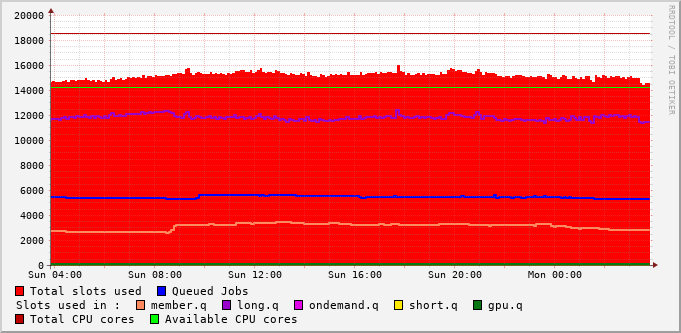 20000
18000
16000
14000
12000
10000
8000
6000
4000
2000
0
Sun 04:00 Sun 08:00 Sun 12:00 Sun 16:00 Sun 20:00 Mon 00:00
Total slots used Queued Jobs
Slots used in : member.q long.q ondemand.q short.q gpu.q
Total CPU cores Available CPU cores
RRDTOOL / TOBI OETIKER